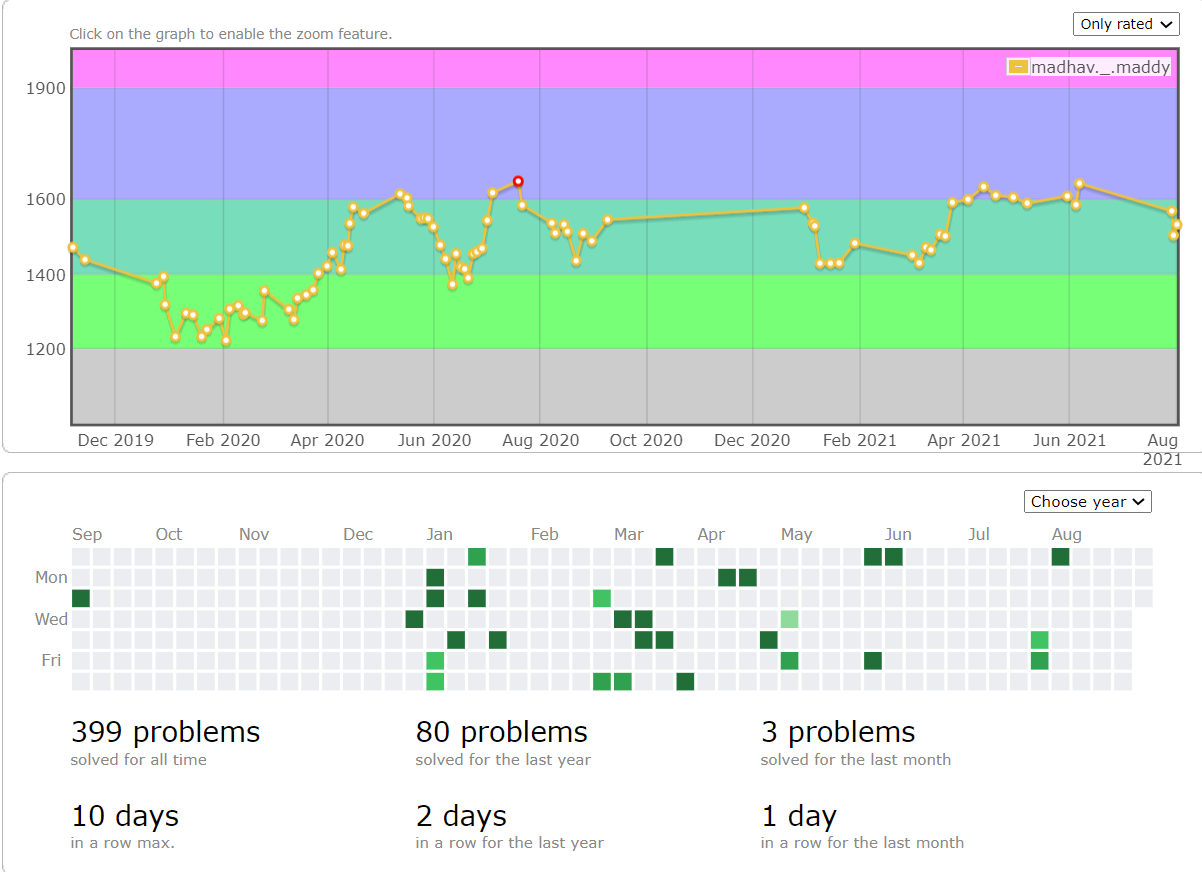 Only rated
Click on the graph to enable the zoom feature.
madhav._.maddy
1900
1600
1400
1200
Dec 2019 Feb 2020 Apr 2020 Jun 2020 Aug 2020 Oct 2020 Dec 2020 Feb 2021 Apr 2021 Jun 2021 Aug 2021
Choose year
Sep Oct Nov Dec Jan Feb Mar Apr May Jun Jul Aug
Mon
Wed
Fri
399 problems 80 problems 3 problems
solved for all time solved for the last year solved for the last month
10 days 2 days 1 day
in a row max. in a row for the last year in a row for the last month